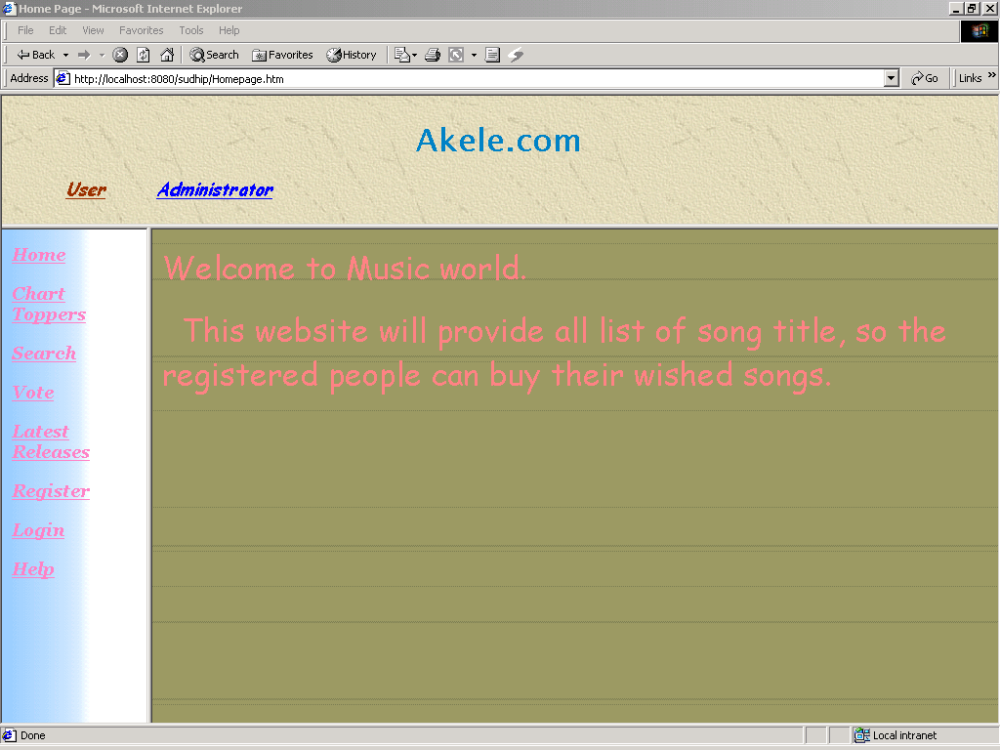 Home Page - Microsoft Internet Explorer
File Edit View Favorites Tools Help
Back Search Favorites History
Address http://localhost:8080/sudhip/Homepage.htm Go Links »
Akele.com
User Administrator
Home
Chart
Toppers
Search
Vote
Latest
Releases
Register
Login
Help
Welcome to Music world.
This website will provide all list of song title, so the
registered people can buy their wished songs.
Done Local intranet